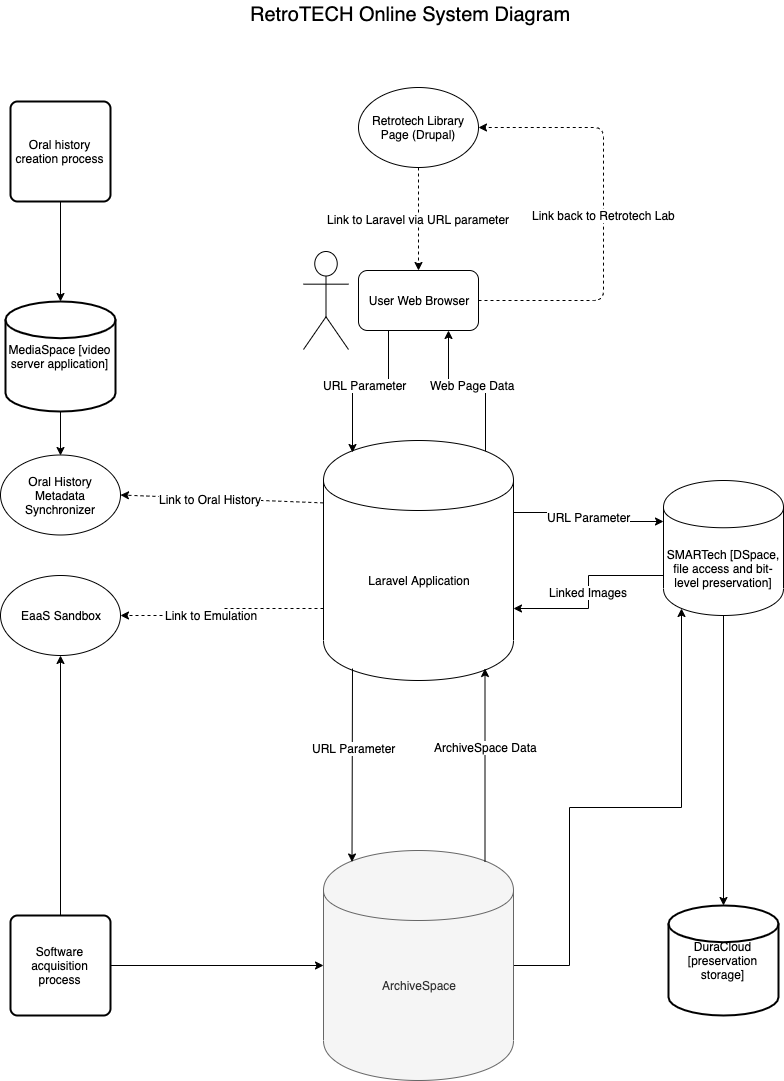 RetroTECH Online System Diagram
Retrotech Library
Page (Drupal)
Oral history
creation process
Link to Laravel via URL parameter
Link back to Retrotech Lab
User Web Browser
MediaSpace [video
server application]
URL Parameter
Web Page Data
Oral History
Metadata
Synchronizer
Link to Oral History
URL Parameter
SMARTech [DSpace,
file access and bit-
level preservation]
Laravel Application
Linked Images
EaaS Sandbox
Link to Emulation
URL Parameter
ArchiveSpace Data
Software
acquisition
process
ArchiveSpace
DuraCloud
[preservation
storage]